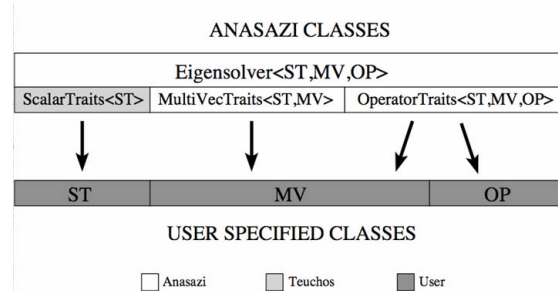 ANASAZI CLASSES
Eigensolver<ST,MV,OP>
ScalarTraits<ST> MultiVecTraits<ST,MV> OperatorTraits<ST,MV,OP>
ST MV OP
USER SPECIFIED CLASSES
Anasazi Teuchos User